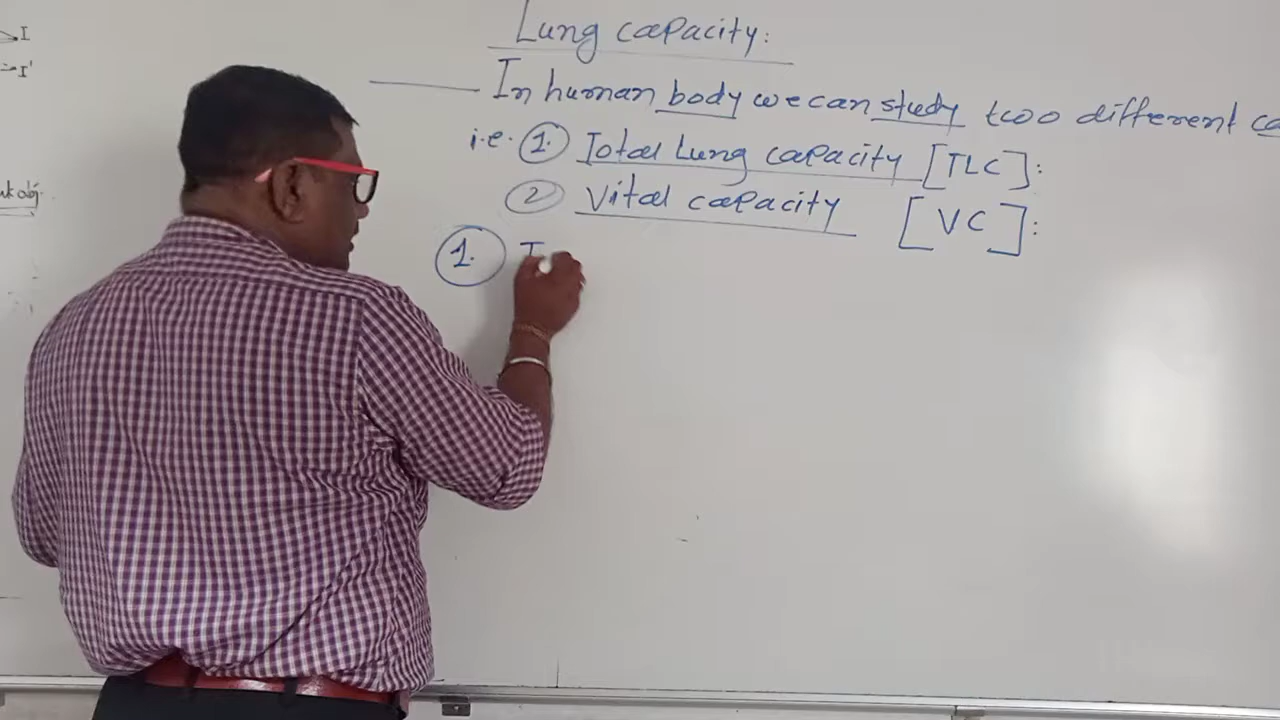 Lung capacity:
In human body we can study two different
i.e. 1. Total Lung capacity [TLC]:
2 Vital capacity [VC]:
1.
I
I'
obj.